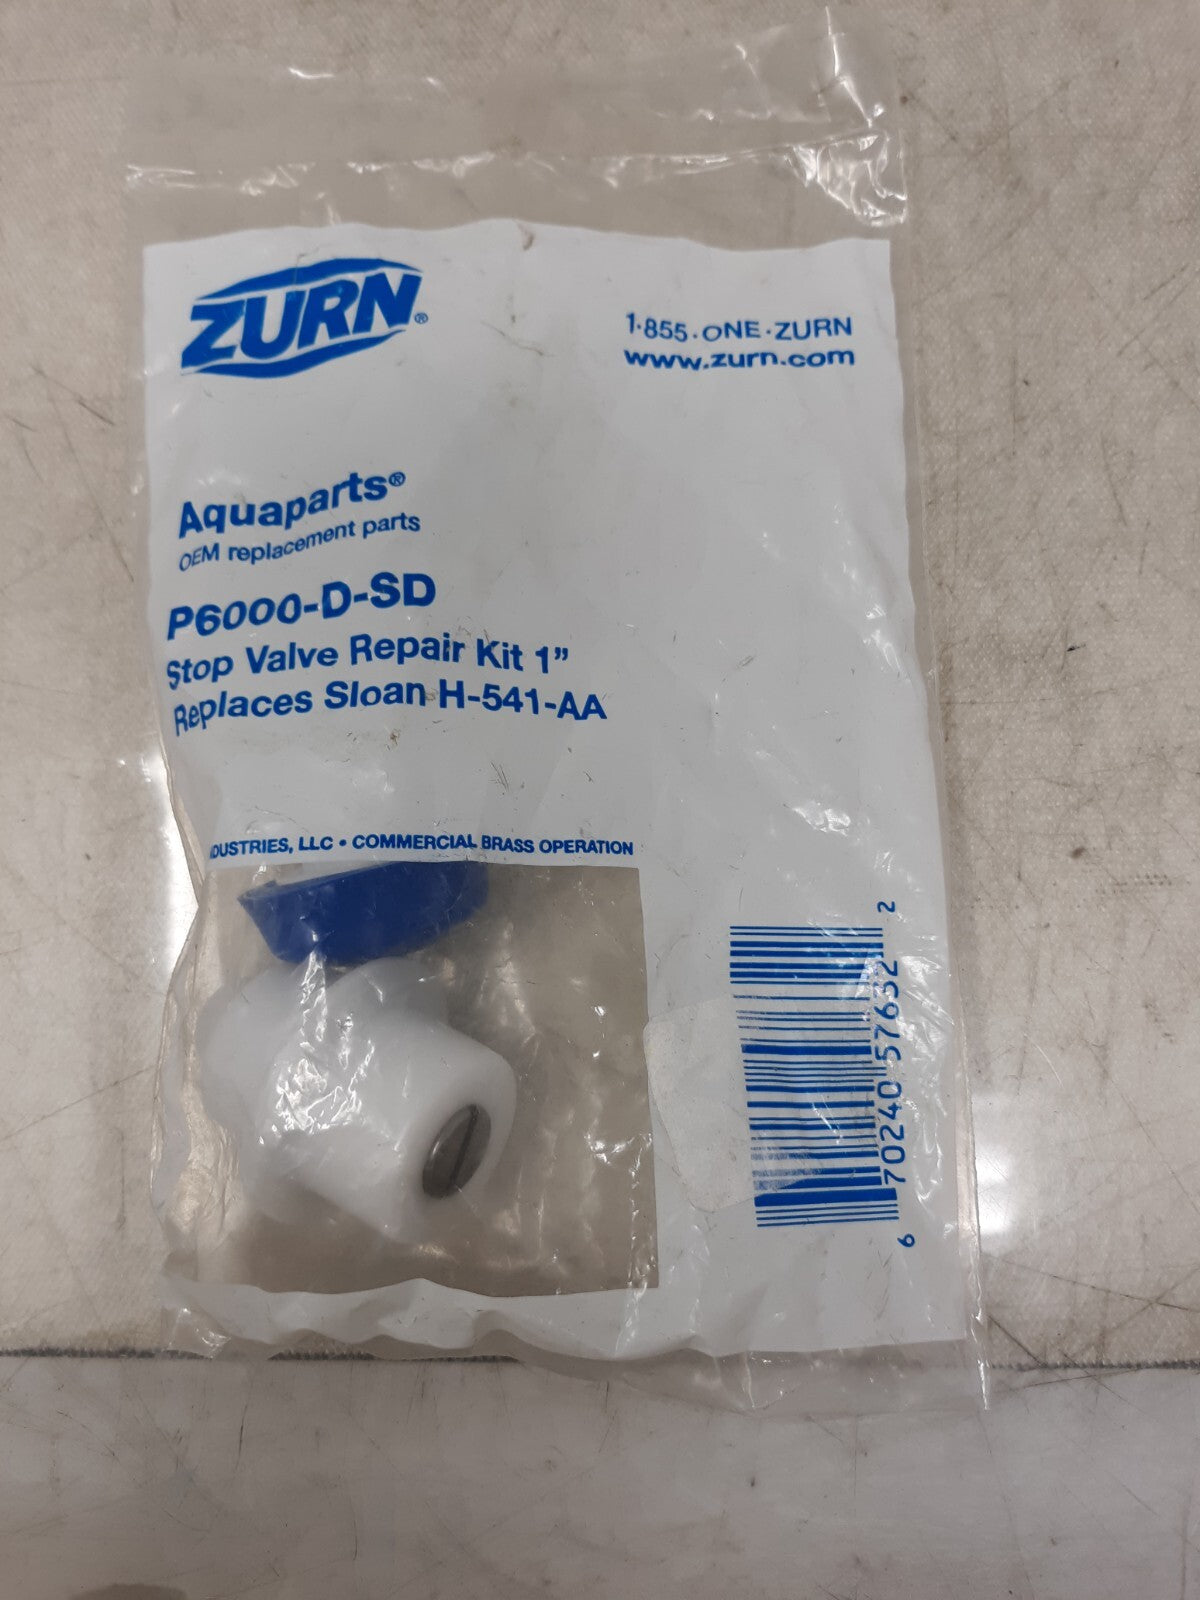 ZURN®
1·855·ONE·ZURN
www.zurn.com
Aquaparts®
OEM replacement parts
P6000-D-SD
Stop Valve Repair Kit 1”
Replaces Sloan H-541-AA
DUSTRIES, LLC • COMMERCIAL BRASS OPERATION
6 70240 57632 2